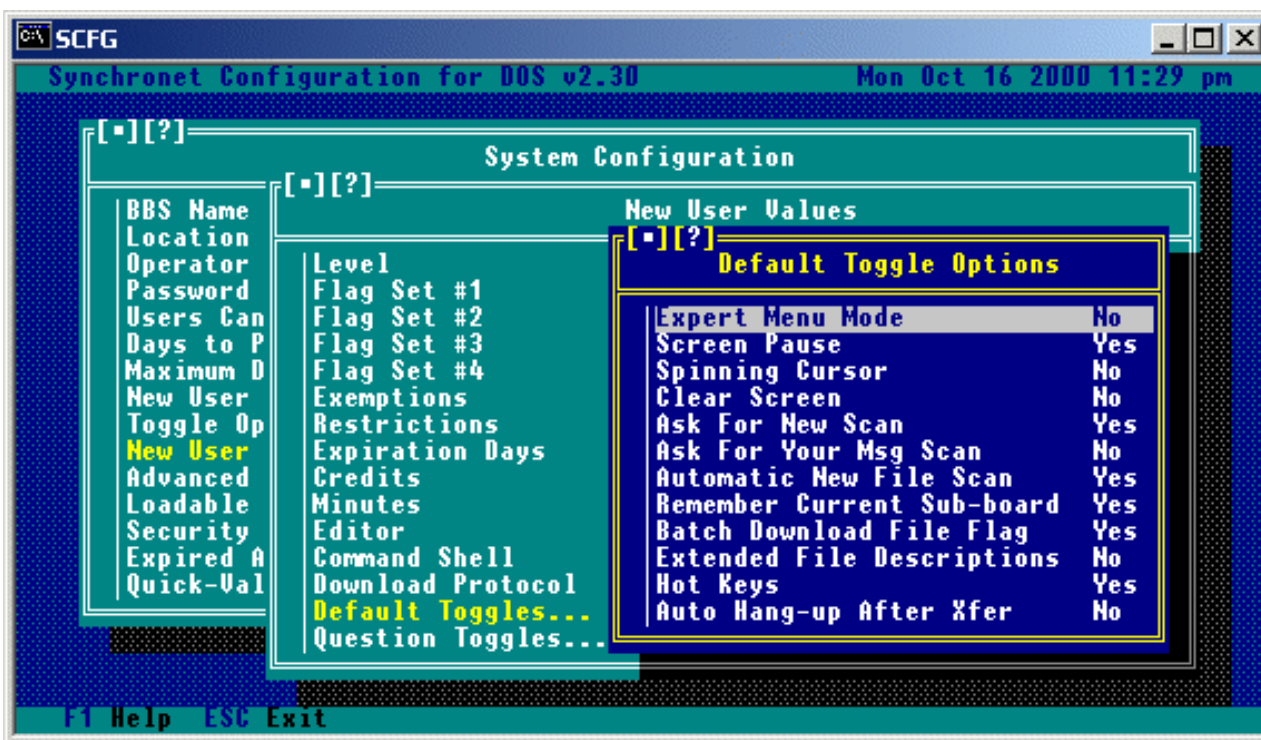 SCFG
Synchronet Configuration for DOS v2.30 Mon Oct 16 2000 11:29 pm
[▪][?]
System Configuration
[▪][?]
New User Values
[▪][?]
Default Toggle Options
BBS Name
Location
Operator
Password
Users Can
Days to P
Maximum D
New User
Toggle Op
New User
Advanced
Loadable
Security
Expired A
Quick-Val
Level
Flag Set #1
Flag Set #2
Flag Set #3
Flag Set #4
Exemptions
Restrictions
Expiration Days
Credits
Minutes
Editor
Command Shell
Download Protocol
Default Toggles...
Question Toggles...
Expert Menu Mode No
Screen Pause Yes
Spinning Cursor No
Clear Screen No
Ask For New Scan Yes
Ask For Your Msg Scan No
Automatic New File Scan Yes
Remember Current Sub-board Yes
Batch Download File Flag Yes
Extended File Descriptions No
Hot Keys Yes
Auto Hang-up After Xfer No
F1 Help ESC Exit